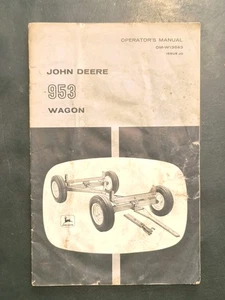 OPERATOR'S MANUAL
JOHN DEERE
953
WAGON